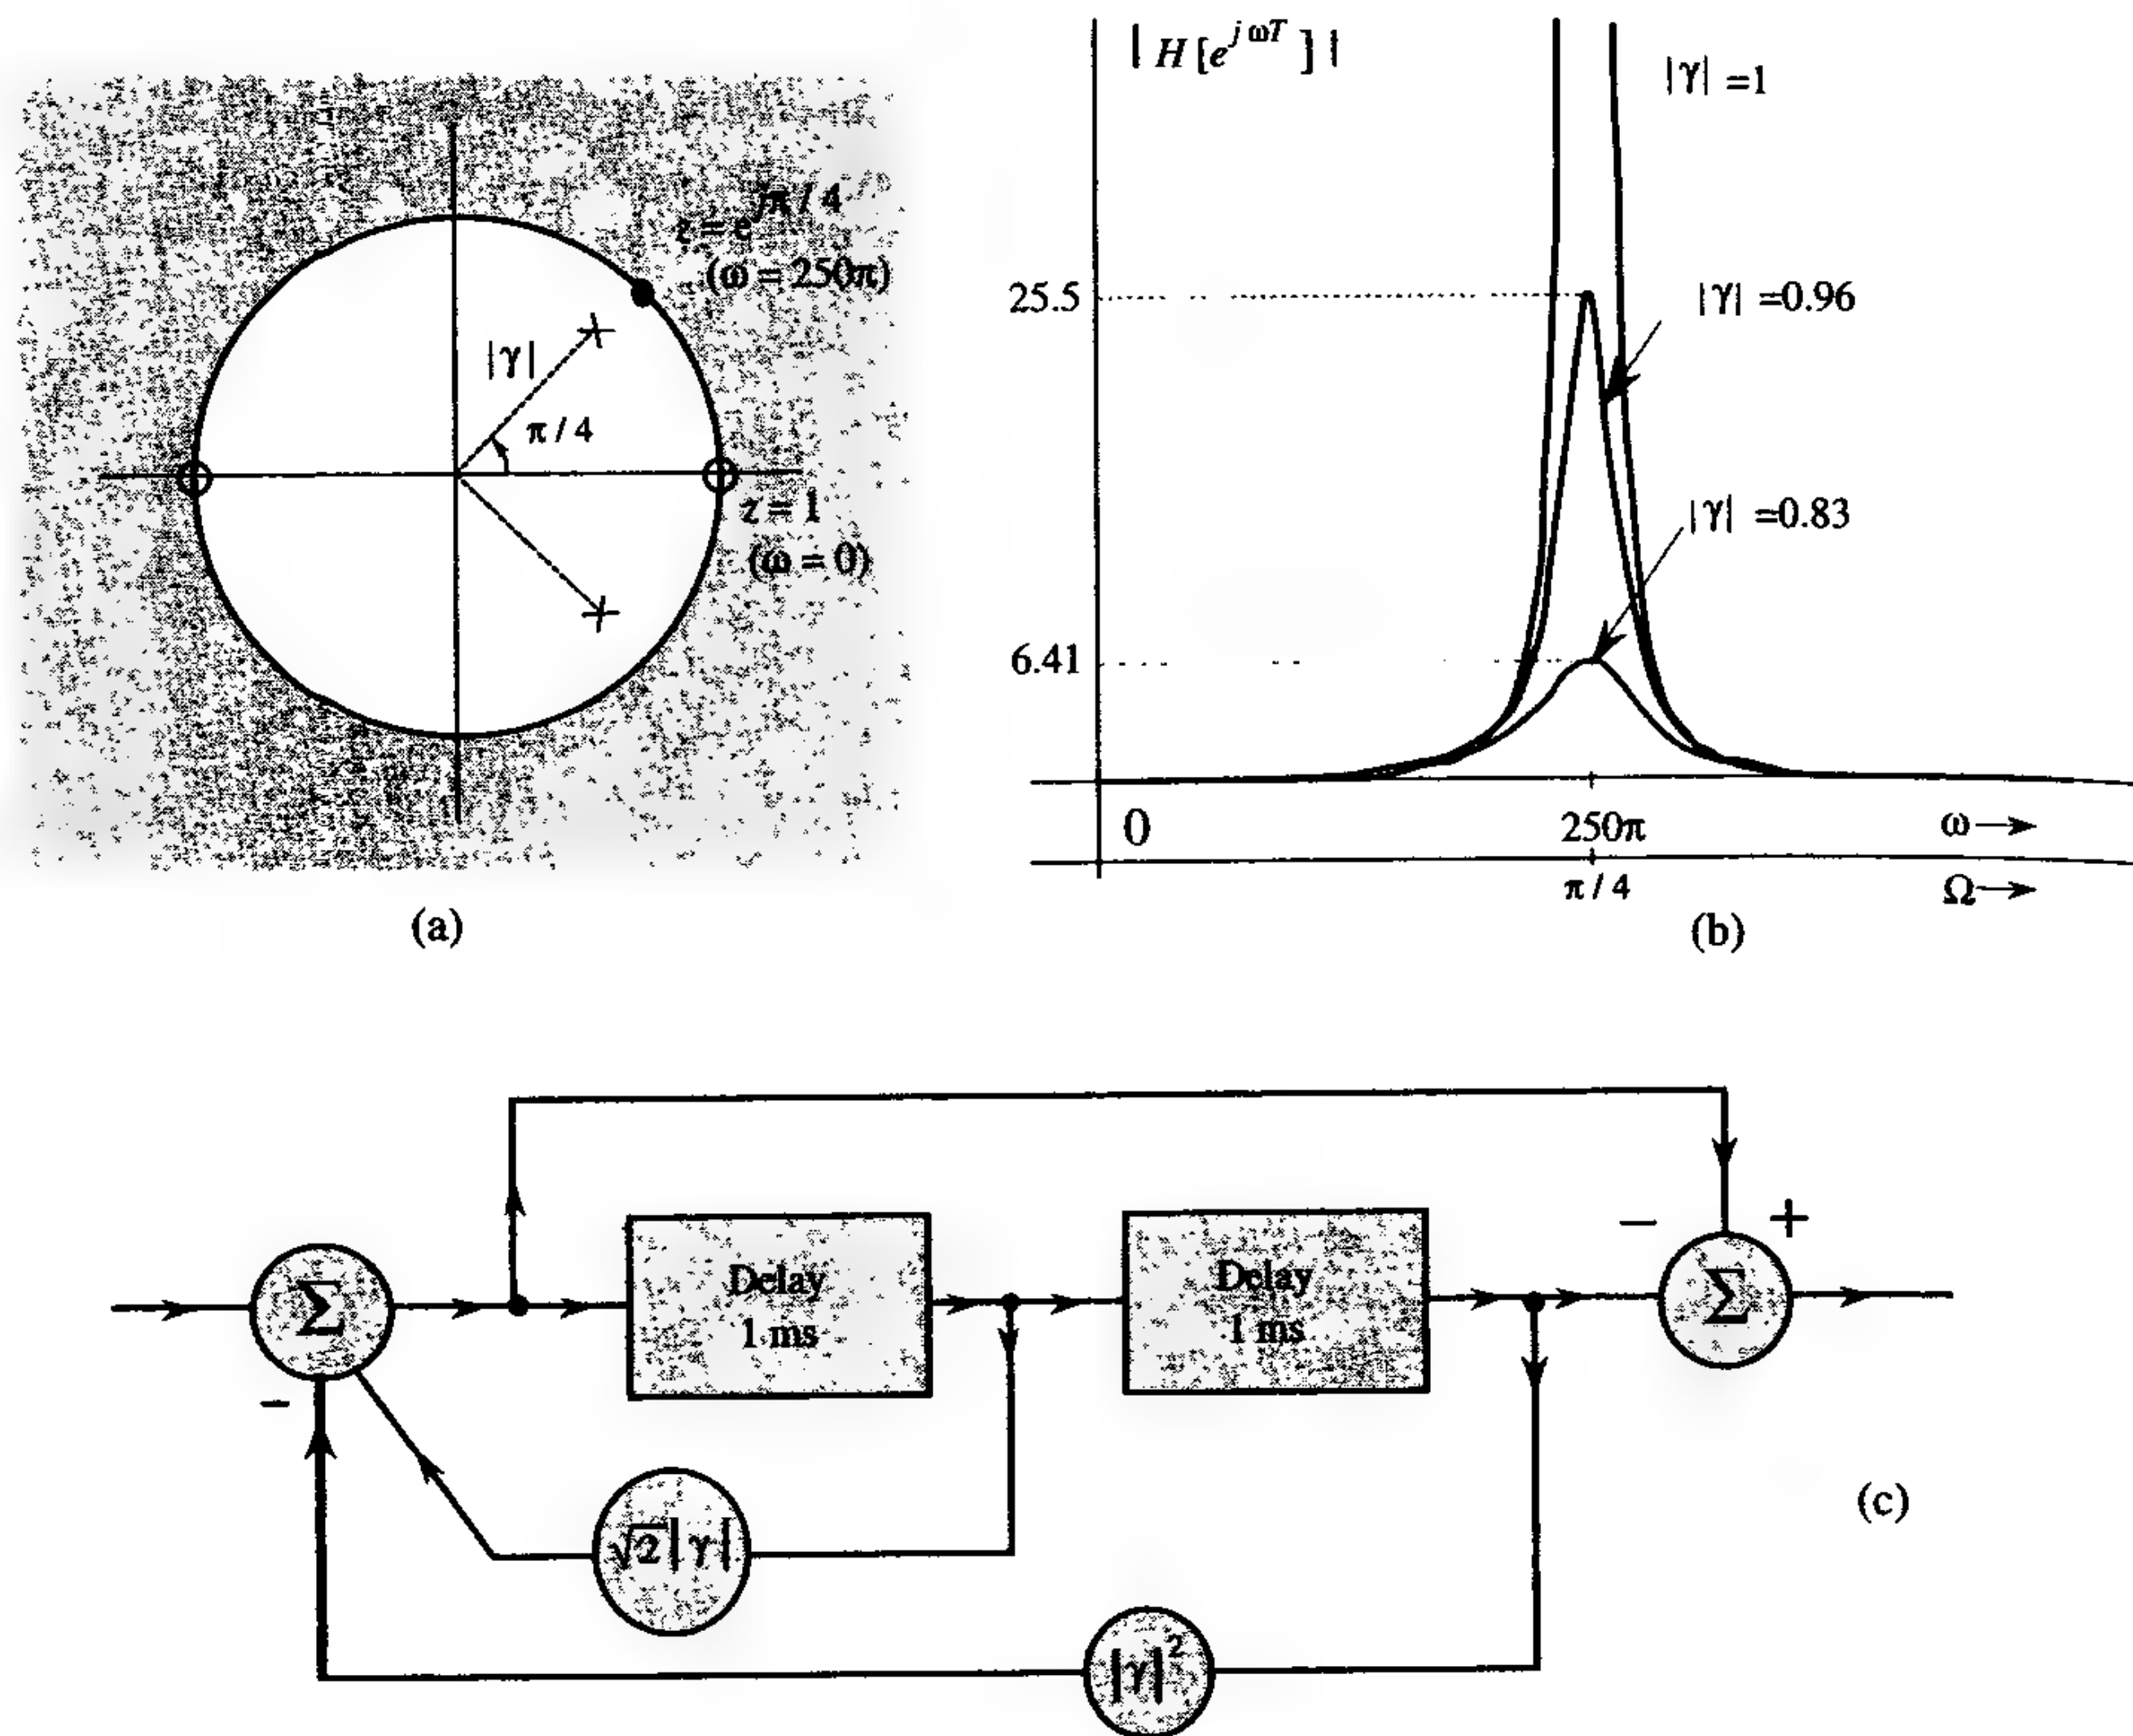 z = e^{jπ/4}
(ω = 250π)
|γ|
π / 4
z = 1
(ω = 0)
(a)
| H [e^{jωT}] |
|γ| =1
25.5
|γ| =0.96
|γ| =0.83
6.41
0
250π
ω→
π / 4
Ω→
(b)
− +
Σ
Delay
1 ms
Delay
1 ms
Σ
−
√2|γ|
(c)
|γ|²